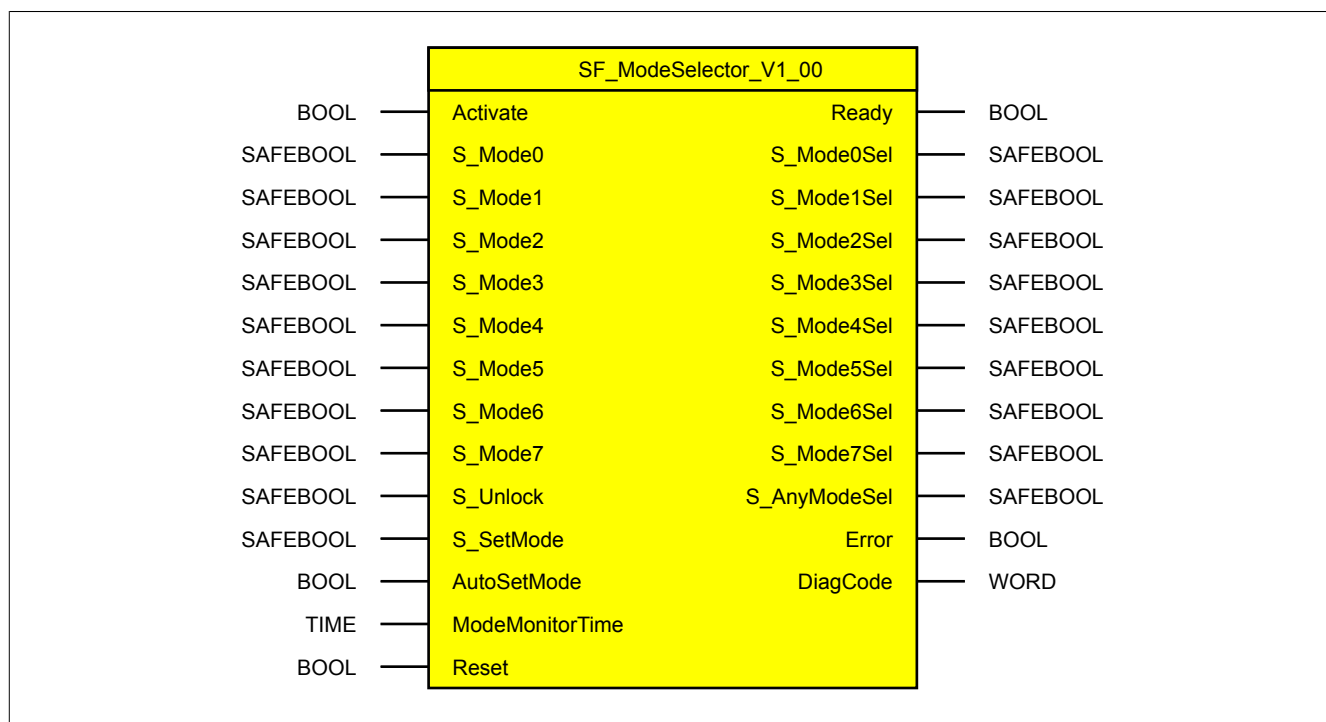 SF_ModeSelector_V1_00
BOOL Activate Ready BOOL
SAFEBOOL S_Mode0 S_Mode0Sel SAFEBOOL
SAFEBOOL S_Mode1 S_Mode1Sel SAFEBOOL
SAFEBOOL S_Mode2 S_Mode2Sel SAFEBOOL
SAFEBOOL S_Mode3 S_Mode3Sel SAFEBOOL
SAFEBOOL S_Mode4 S_Mode4Sel SAFEBOOL
SAFEBOOL S_Mode5 S_Mode5Sel SAFEBOOL
SAFEBOOL S_Mode6 S_Mode6Sel SAFEBOOL
SAFEBOOL S_Mode7 S_Mode7Sel SAFEBOOL
SAFEBOOL S_Unlock S_AnyModeSel SAFEBOOL
SAFEBOOL S_SetMode Error BOOL
BOOL AutoSetMode DiagCode WORD
TIME ModeMonitorTime
BOOL Reset